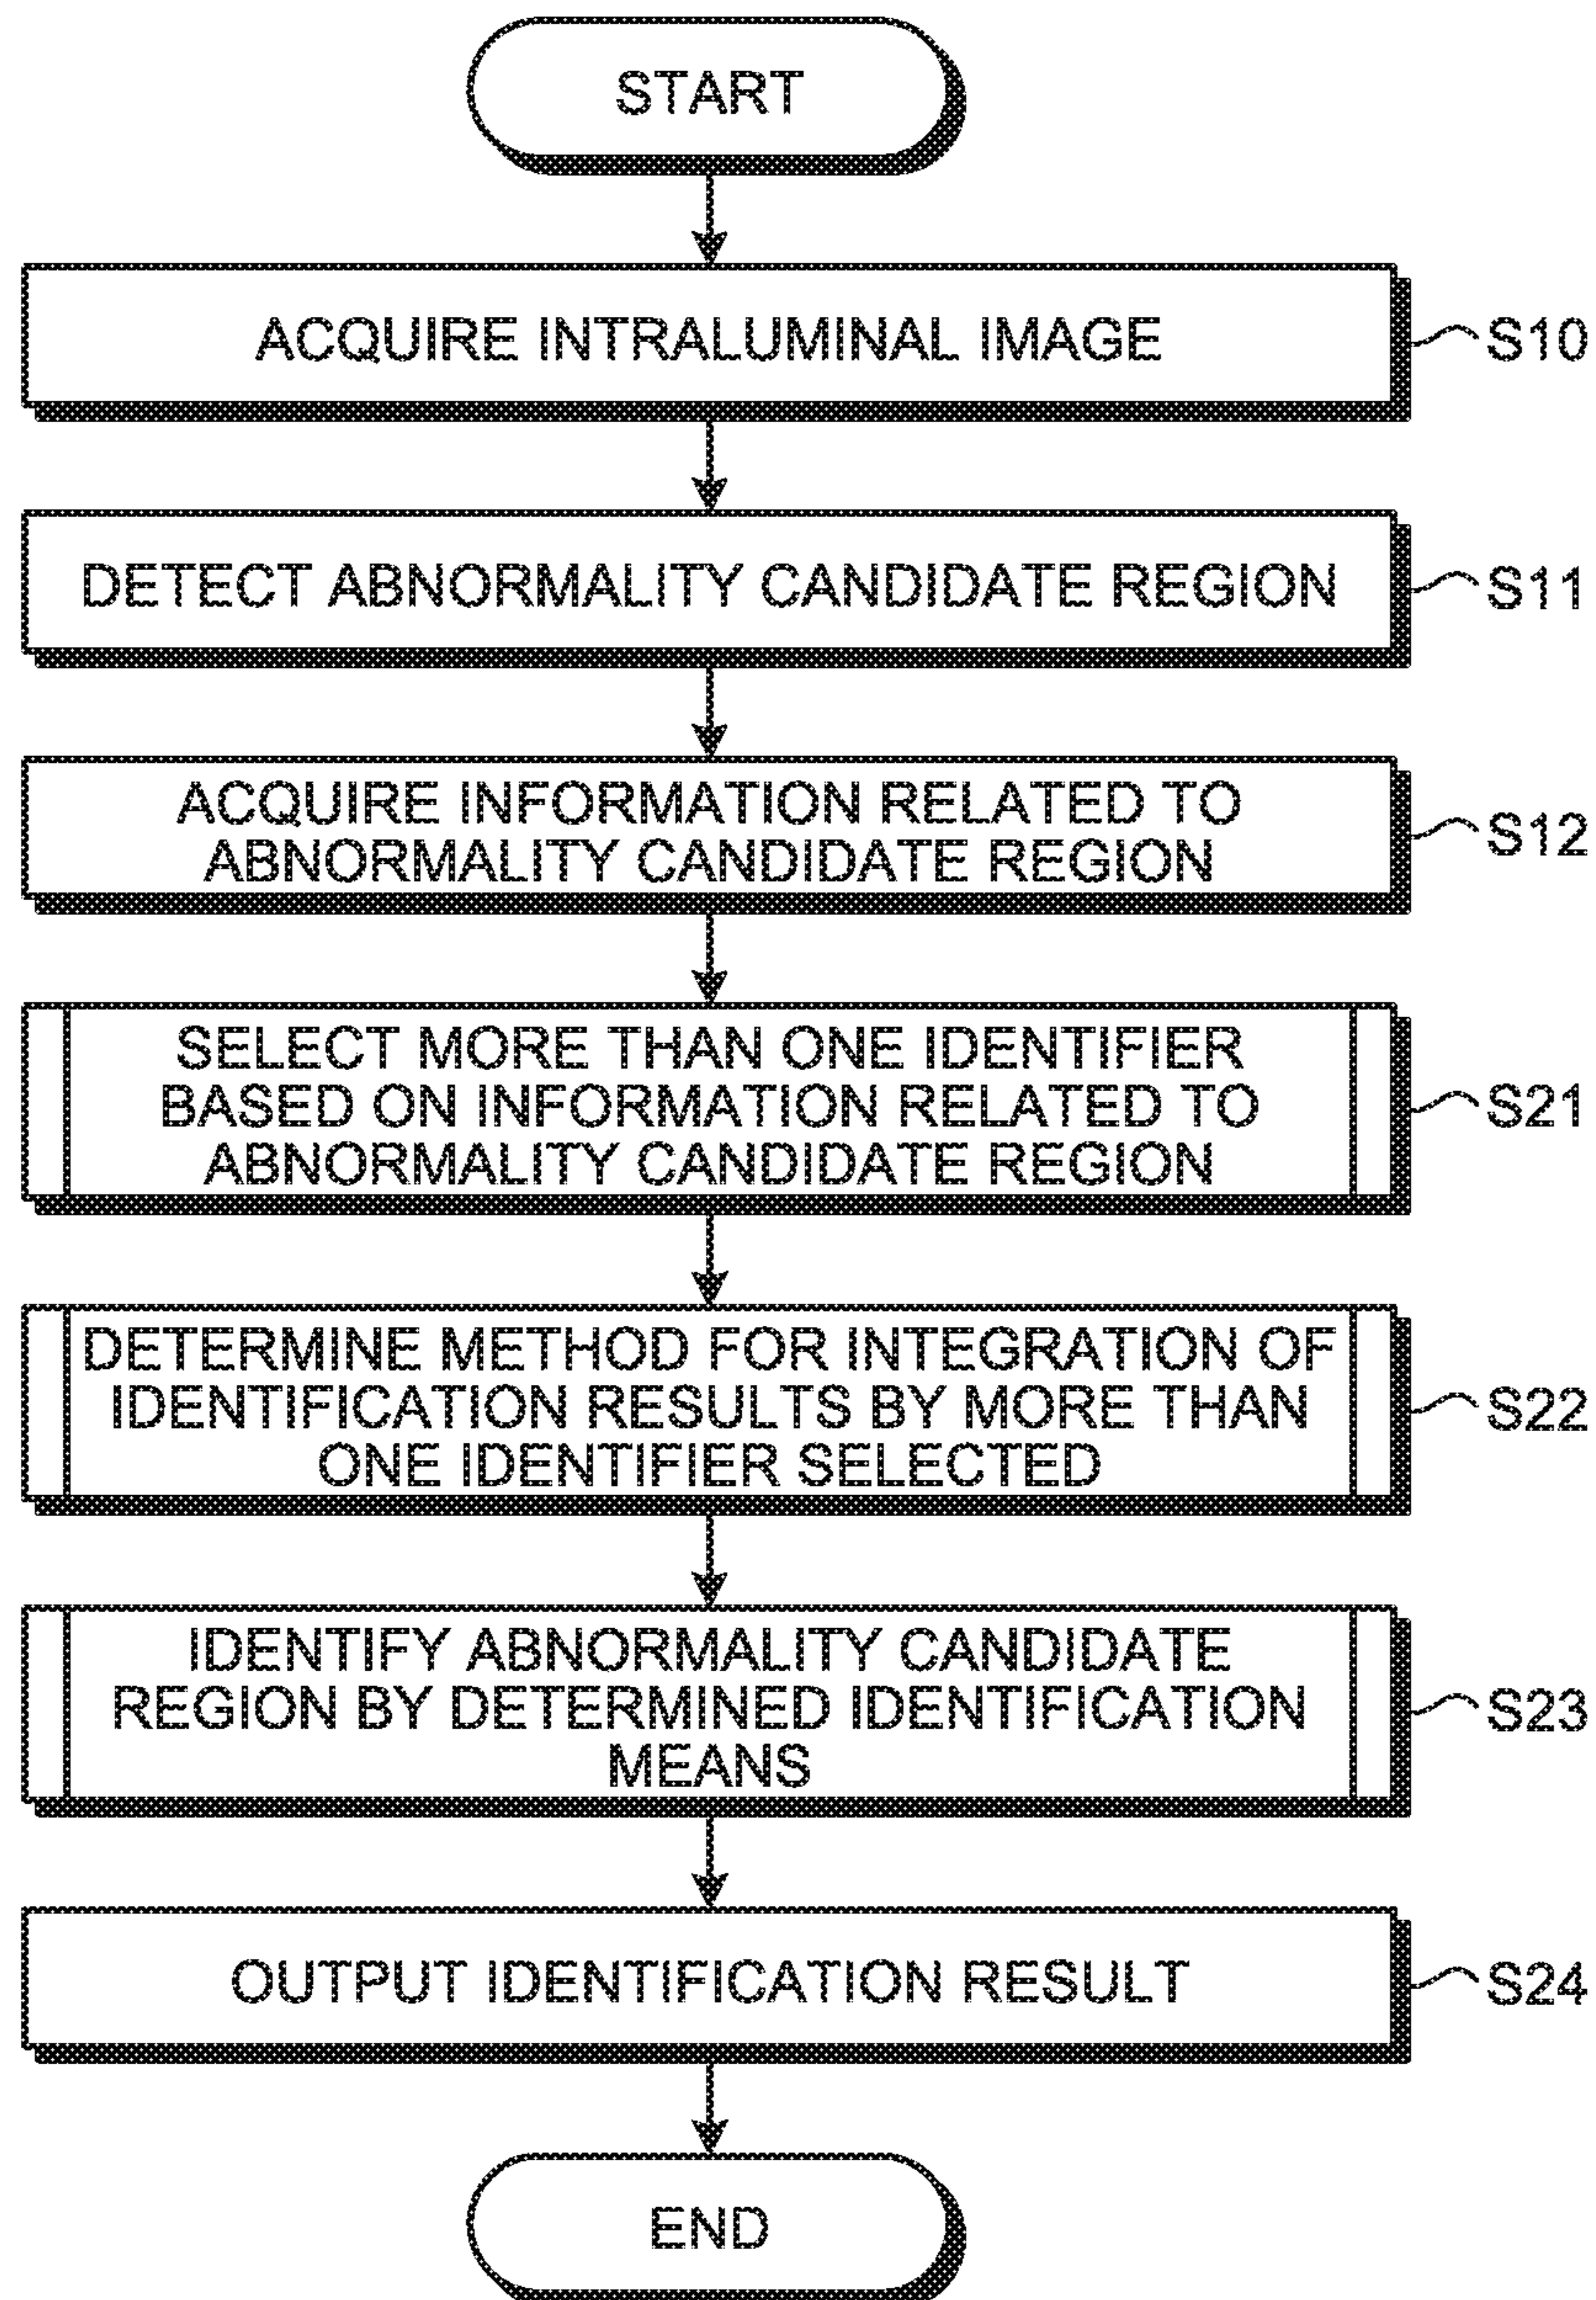 START
ACQUIRE INTRALUMINAL IMAGE
S10
DETECT ABNORMALITY CANDIDATE REGION
S11
ACQUIRE INFORMATION RELATED TO
ABNORMALITY CANDIDATE REGION
S12
SELECT MORE THAN ONE IDENTIFIER
BASED ON INFORMATION RELATED TO
ABNORMALITY CANDIDATE REGION
S21
DETERMINE METHOD FOR INTEGRATION OF
IDENTIFICATION RESULTS BY MORE THAN
ONE IDENTIFIER SELECTED
S22
IDENTIFY ABNORMALITY CANDIDATE
REGION BY DETERMINED IDENTIFICATION
MEANS
S23
OUTPUT IDENTIFICATION RESULT
S24
END